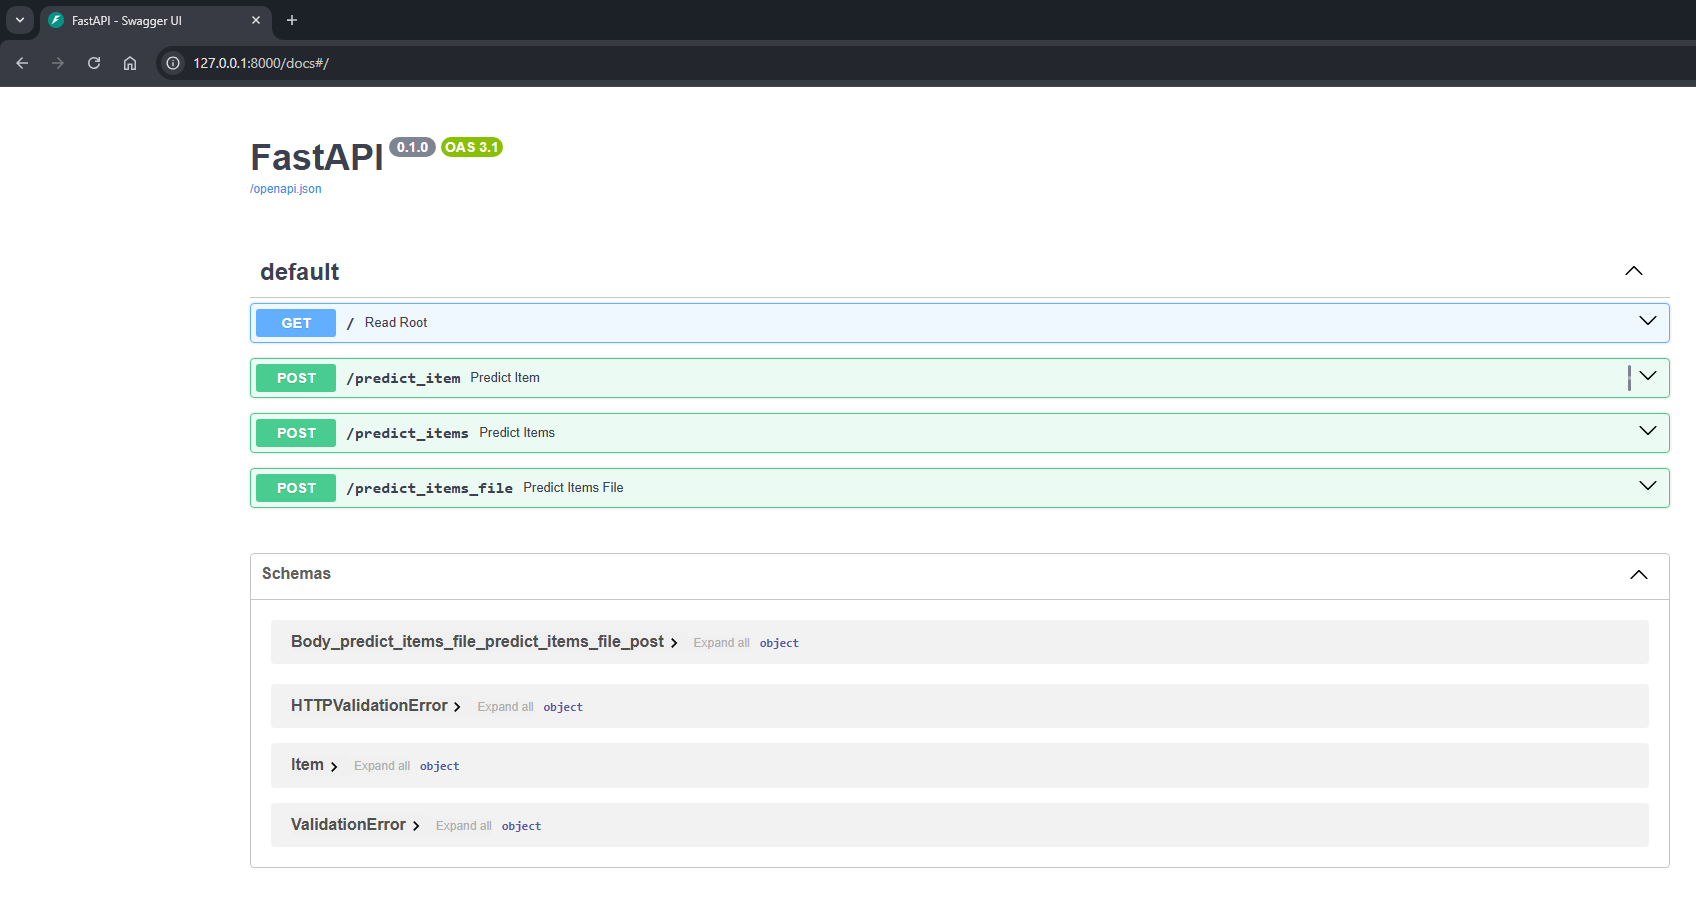 FastAPI - Swagger UI
127.0.0.1:8000/docs#/
FastAPI 0.1.0 OAS 3.1
/openapi.json
default
GET / Read Root
POST /predict_item Predict Item
POST /predict_items Predict Items
POST /predict_items_file Predict Items File
Schemas
Body_predict_items_file_predict_items_file_post Expand all object
HTTPValidationError Expand all object
Item Expand all object
ValidationError Expand all object